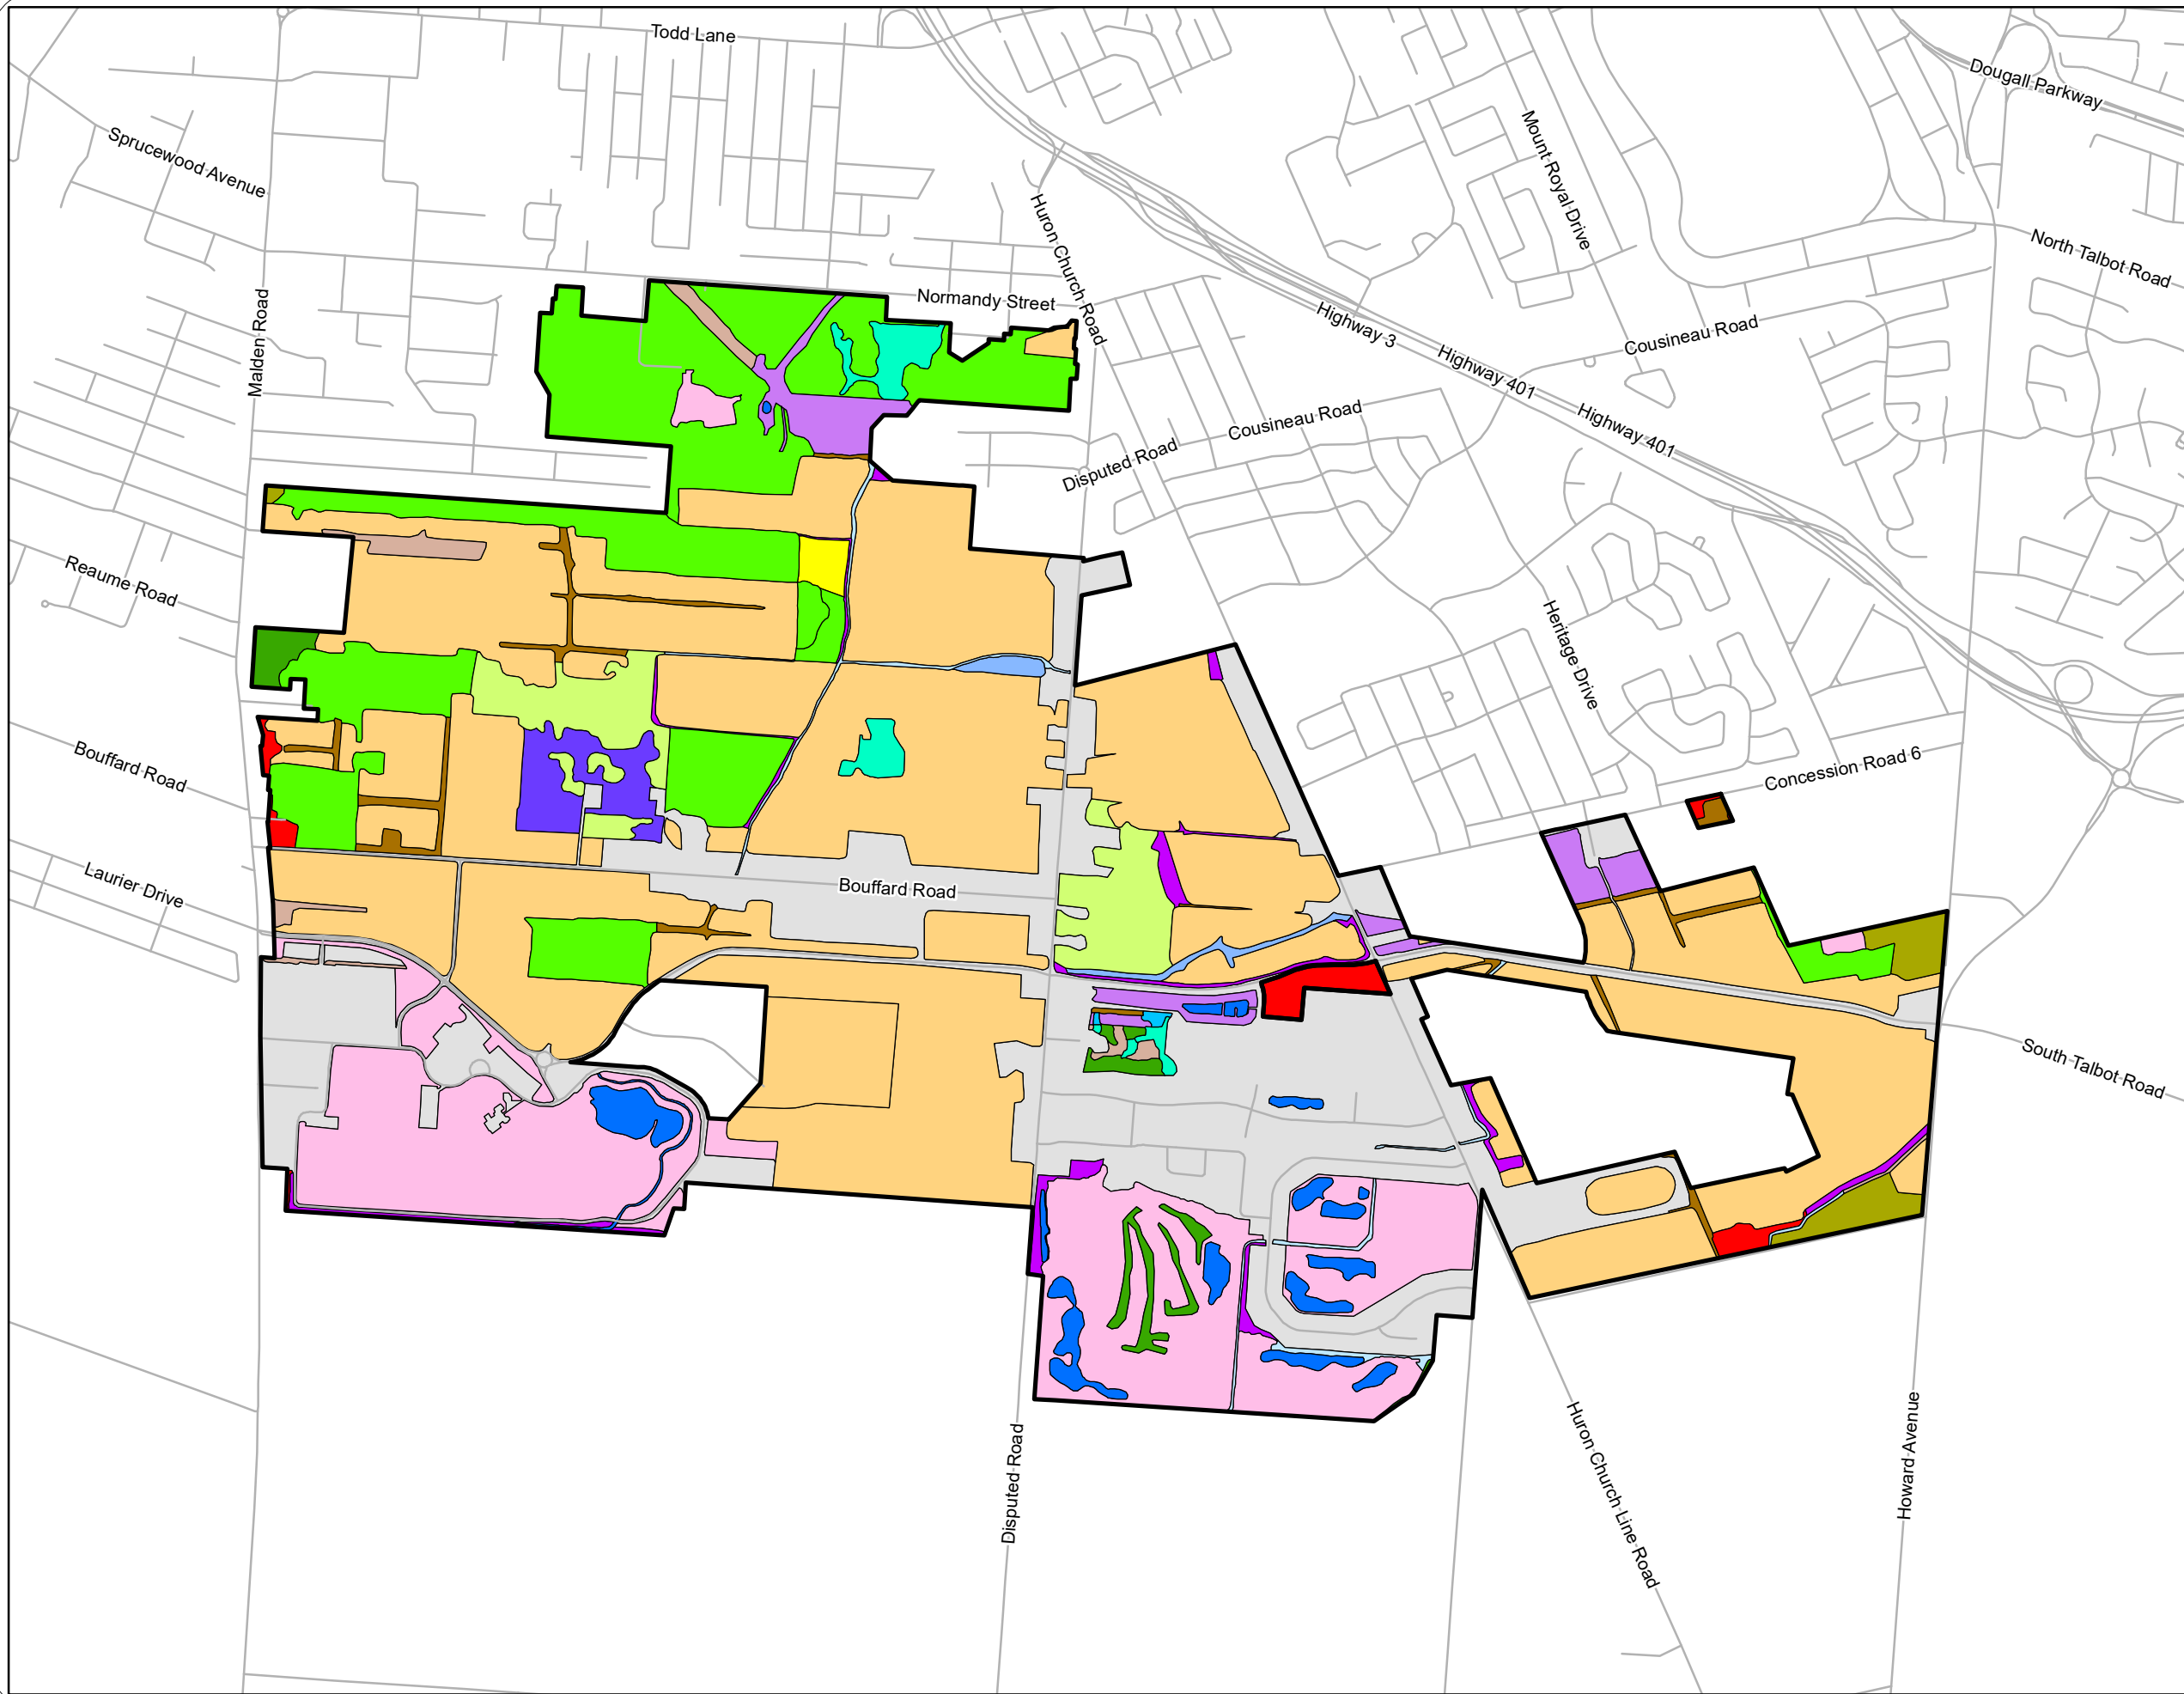 Todd Lane
Dougall Parkway
Sprucewood Avenue
Mount Royal Drive
Huron Church Road
North Talbot Road
Normandy Street
Malden Road
Highway 3
Cousineau Road
Highway 401
Highway 401
Cousineau Road
Disputed Road
Reaume Road
Heritage Drive
Bouffard Road
Concession Road 6
Laurier Drive
Bouffard Road
South Talbot Road
Disputed Road
Huron Church Line Road
Howard Avenue